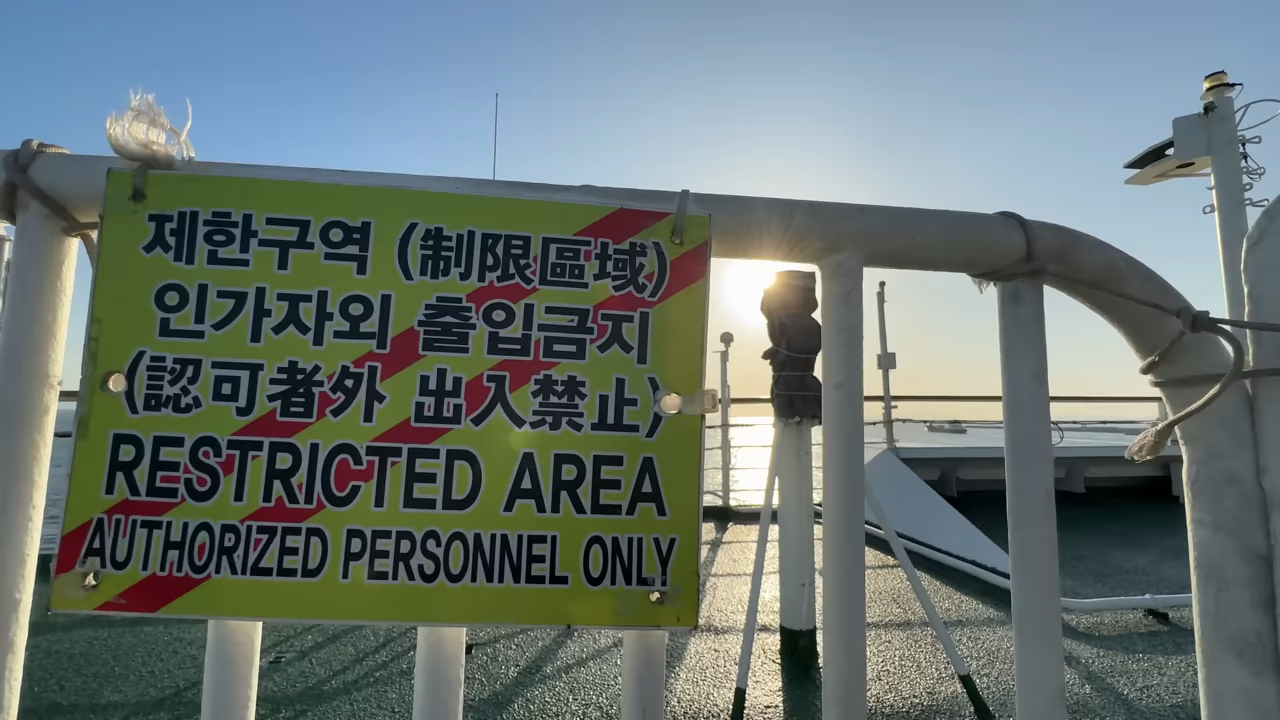 제한구역 (制限區域)
인가자외 출입금지
(認可者外 出入禁止)
RESTRICTED AREA
AUTHORIZED PERSONNEL ONLY